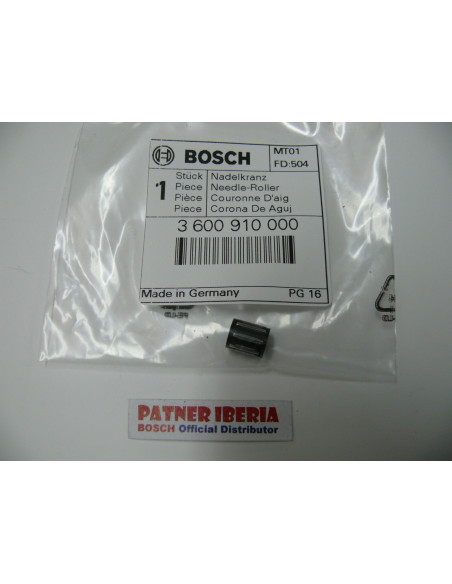 BOSCH
MT01
FD:504
1
Stück Nadelkranz
Piece Needle-Roller
Pièce Couronne D'aig
Piece Corona De Aguj
3 600 910 000
Made in Germany PG 16
PATNER IBERIA
BOSCH Official Distributor